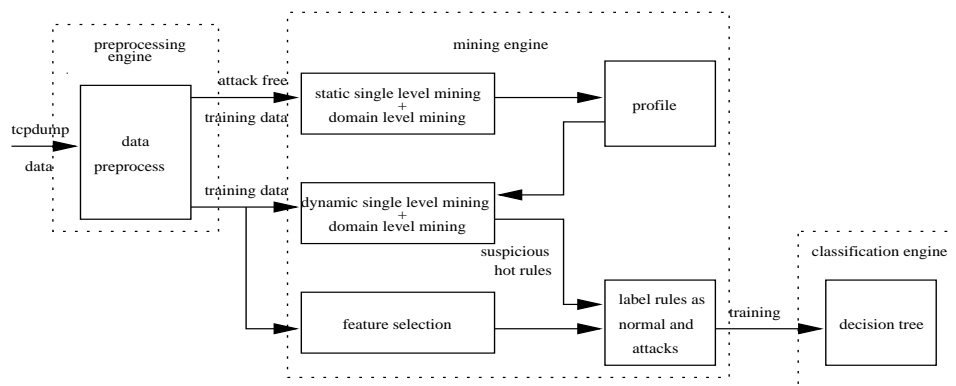 preprocessing
engine
mining engine
attack free
training data
static single level mining
+
domain level mining
profile
tcpdump
data
data
preprocess
training data
dynamic single level mining
+
domain level mining
suspicious
hot rules
classification engine
feature selection
label rules as
normal and
attacks
training
decision tree